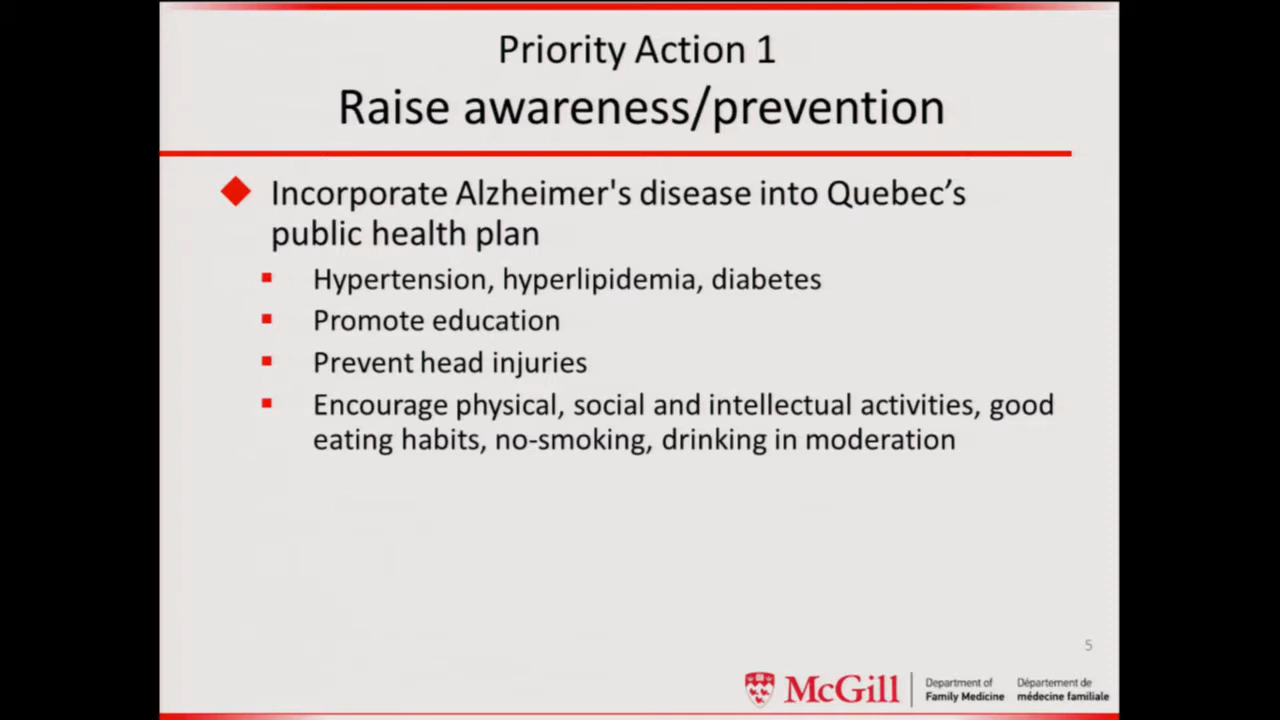 Priority Action 1
Raise awareness/prevention
Incorporate Alzheimer's disease into Quebec’s
public health plan
Hypertension, hyperlipidemia, diabetes
Promote education
Prevent head injuries
Encourage physical, social and intellectual activities, good
eating habits, no-smoking, drinking in moderation
5
McGill
Department of
Family Medicine
Département de
médecine familiale